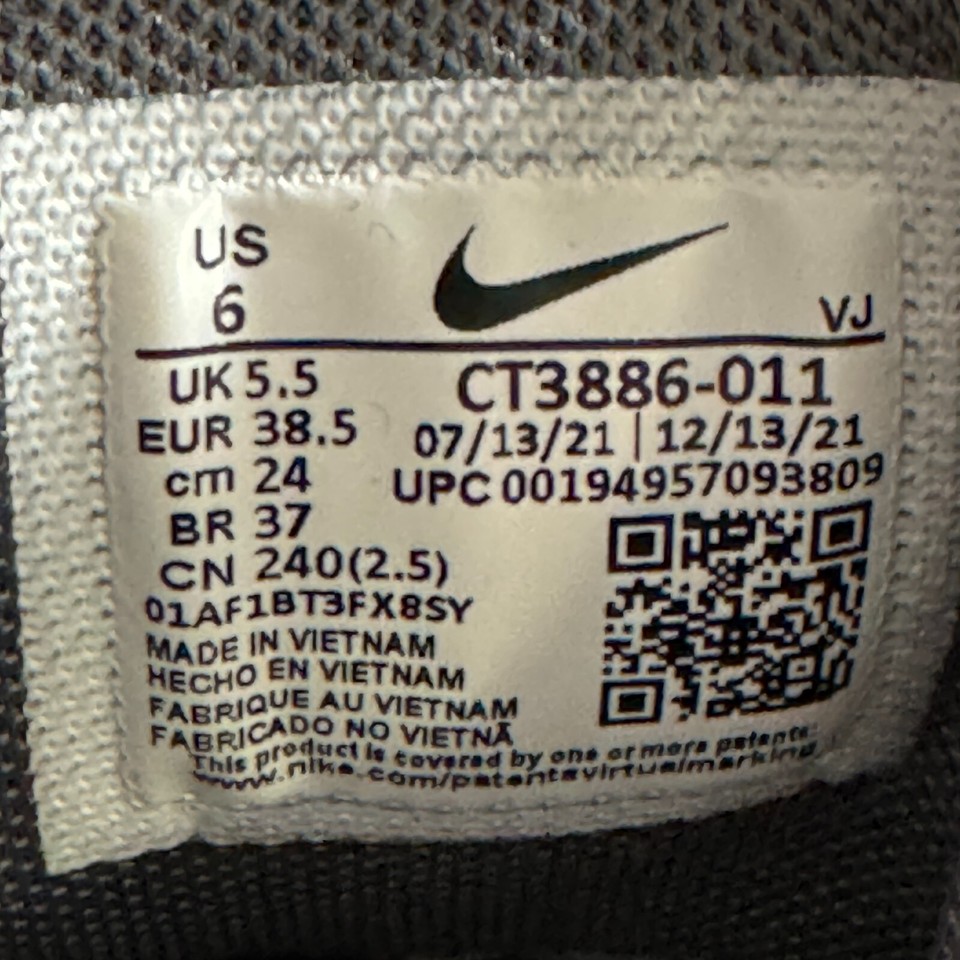 US
6
VJ
UK 5.5
EUR 38.5
cm 24
BR 37
CN 240(2.5)
CT3886-011
07/13/21 | 12/13/21
UPC 00194957093809
01AF1BT3FX8SY
MADE IN VIETNAM
HECHO EN VIETNAM
FABRIQUE AU VIETNAM
FABRICADO NO VIETNÃ
This product is covered by one or more patents.
www.nike.com/patentsvirtualmarking